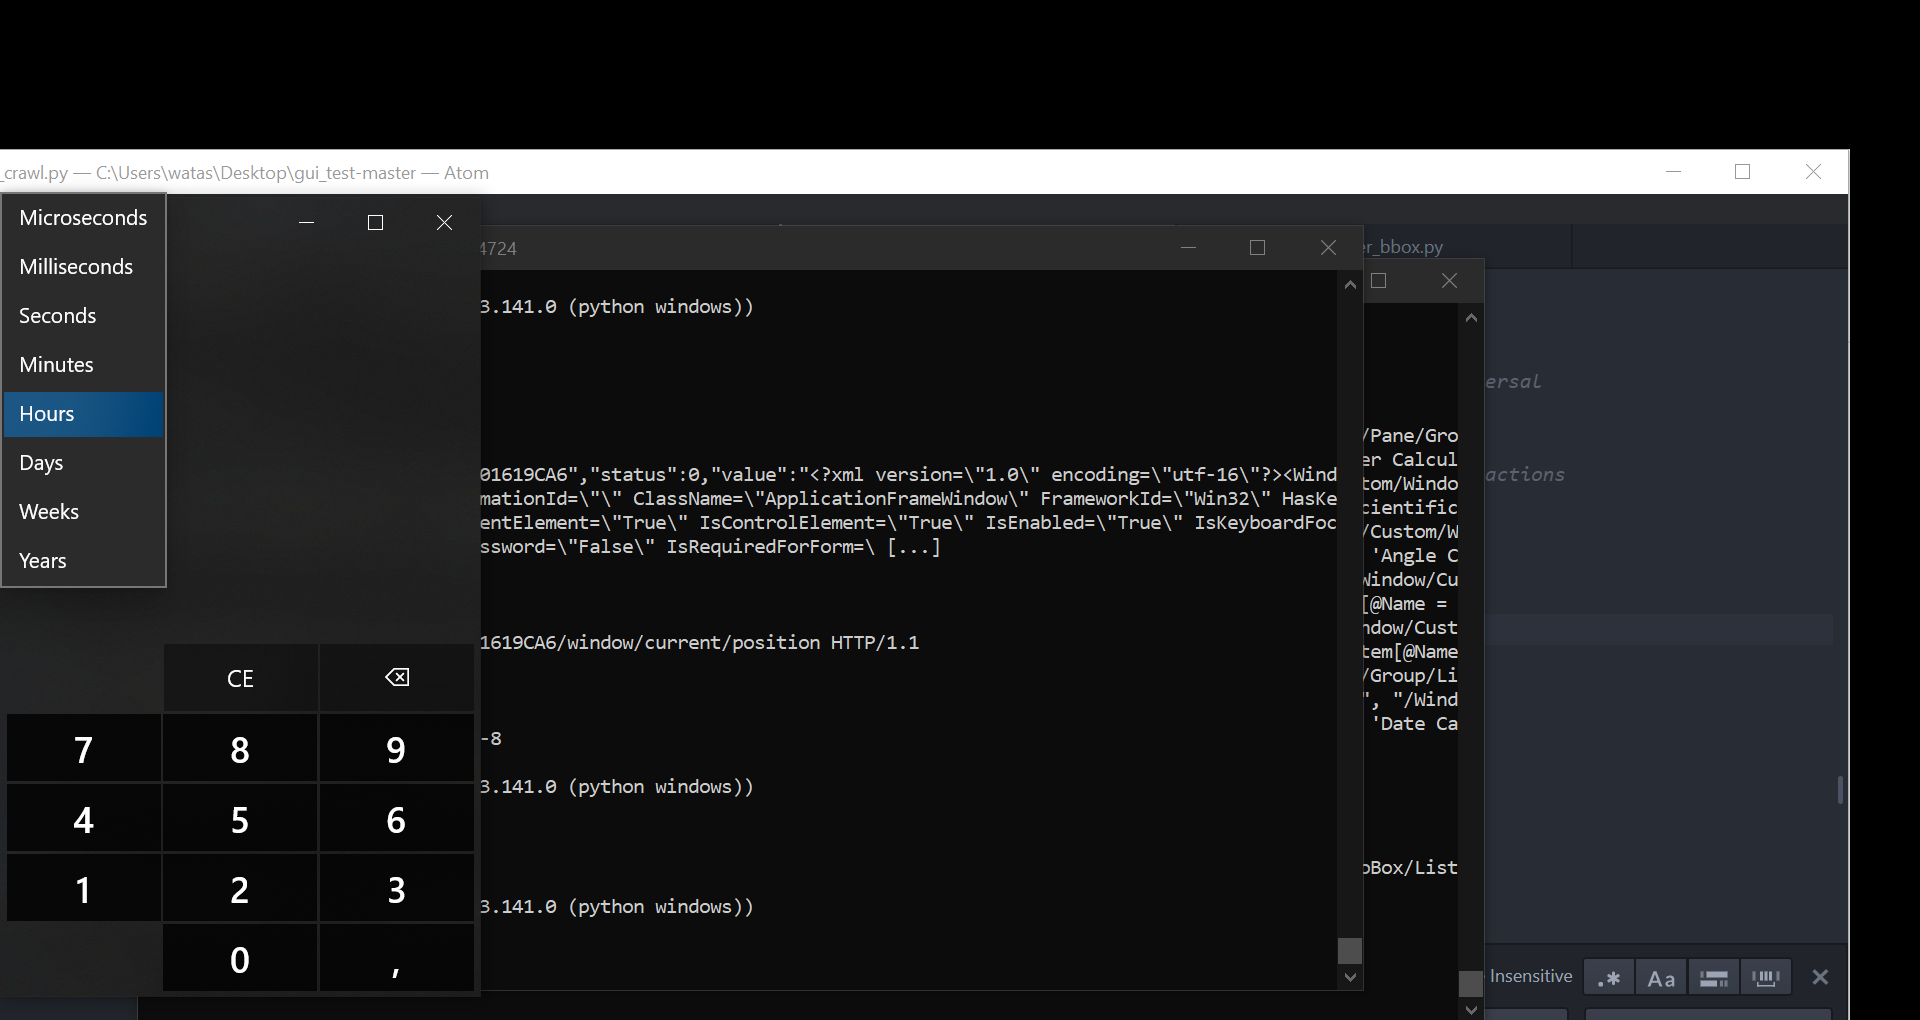 _crawl.py — C:\Users\watas\Desktop\gui_test-master — Atom
Microseconds
Milliseconds
Seconds
Minutes
Hours
Days
Weeks
Years
CE
7
8
9
4
5
6
1
2
3
0
,
4724
3.141.0 (python windows))
01619CA6","status":0,"value":"<?xml version=\"1.0\" encoding=\"utf-16\"?><Wind
mationId=\"\" ClassName=\"ApplicationFrameWindow\" FrameworkId=\"Win32\" HasKe
entElement=\"True\" IsControlElement=\"True\" IsEnabled=\"True\" IsKeyboardFoc
ssword=\"False\" IsRequiredForForm=\ [...]
1619CA6/window/current/position HTTP/1.1
-8
3.141.0 (python windows))
3.141.0 (python windows))
/Pane/Gro
er Calcul
tom/Windo
cientific
/Custom/W
'Angle C
Window/Cu
[@Name =
ndow/Cust
tem[@Name
/Group/Li
", "/Wind
'Date Ca
oBox/List
er_bbox.py
ersal
actions
Insensitive
.*
Aa